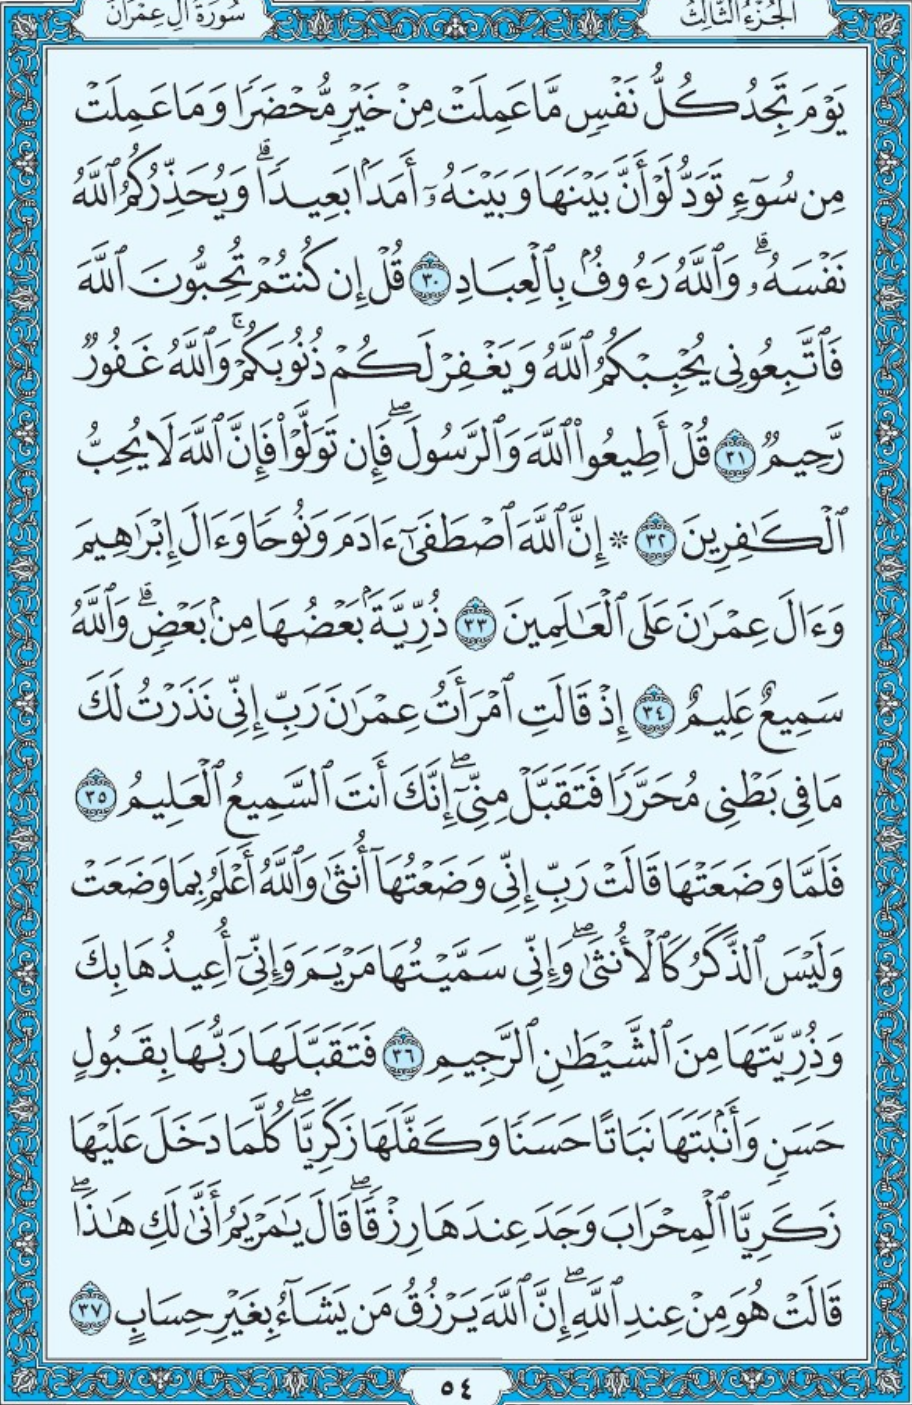 الجُزْءُ الثَّالِثُ
سُورَةُ آلِ عِمْرَانَ
يَوْمَ تَجِدُ كُلُّ نَفْسٍ مَّا عَمِلَتْ مِنْ خَيْرٍ مُّحْضَرًا وَمَا عَمِلَتْ
مِن سُوٓءٍ تَوَدُّ لَوْ أَنَّ بَيْنَهَا وَبَيْنَهُۥٓ أَمَدَۢا بَعِيدًاۗ وَيُحَذِّرُكُمُ ٱللَّهُ
نَفْسَهُۥۗ وَٱللَّهُ رَءُوفُۢ بِٱلْعِبَادِ ٣٠ قُلْ إِن كُنتُمْ تُحِبُّونَ ٱللَّهَ
فَٱتَّبِعُونِى يُحْبِبْكُمُ ٱللَّهُ وَيَغْفِرْ لَكُمْ ذُنُوبَكُمْۚ وَٱللَّهُ غَفُورٌ
رَّحِيمٌ ٣١ قُلْ أَطِيعُوا۟ ٱللَّهَ وَٱلرَّسُولَۖ فَإِن تَوَلَّوْا۟ فَإِنَّ ٱللَّهَ لَا يُحِبُّ
ٱلْكَٰفِرِينَ ٣٢ ۞ إِنَّ ٱللَّهَ ٱصْطَفَىٰٓ ءَادَمَ وَنُوحًا وَءَالَ إِبْرَٰهِيمَ
وَءَالَ عِمْرَٰنَ عَلَى ٱلْعَٰلَمِينَ ٣٣ ذُرِّيَّةَۢ بَعْضُهَا مِنۢ بَعْضٍۗ وَٱللَّهُ
سَمِيعٌ عَلِيمٌ ٣٤ إِذْ قَالَتِ ٱمْرَأَتُ عِمْرَٰنَ رَبِّ إِنِّى نَذَرْتُ لَكَ
مَا فِى بَطْنِى مُحَرَّرًا فَتَقَبَّلْ مِنِّىٓۖ إِنَّكَ أَنتَ ٱلسَّمِيعُ ٱلْعَلِيمُ ٣٥
فَلَمَّا وَضَعَتْهَا قَالَتْ رَبِّ إِنِّى وَضَعْتُهَآ أُنثَىٰ وَٱللَّهُ أَعْلَمُ بِمَا وَضَعَتْ
وَلَيْسَ ٱلذَّكَرُ كَٱلْأُنثَىٰۖ وَإِنِّى سَمَّيْتُهَا مَرْيَمَ وَإِنِّىٓ أُعِيذُهَا بِكَ
وَذُرِّيَّتَهَا مِنَ ٱلشَّيْطَٰنِ ٱلرَّجِيمِ ٣٦ فَتَقَبَّلَهَا رَبُّهَا بِقَبُولٍ
حَسَنٍ وَأَنۢبَتَهَا نَبَاتًا حَسَنًا وَكَفَّلَهَا زَكَرِيَّاۖ كُلَّمَا دَخَلَ عَلَيْهَا
زَكَرِيَّا ٱلْمِحْرَابَ وَجَدَ عِندَهَا رِزْقًاۖ قَالَ يَٰمَرْيَمُ أَنَّىٰ لَكِ هَٰذَاۖ
قَالَتْ هُوَ مِنْ عِندِ ٱللَّهِۖ إِنَّ ٱللَّهَ يَرْزُقُ مَن يَشَآءُ بِغَيْرِ حِسَابٍ ٣٧
٥٤